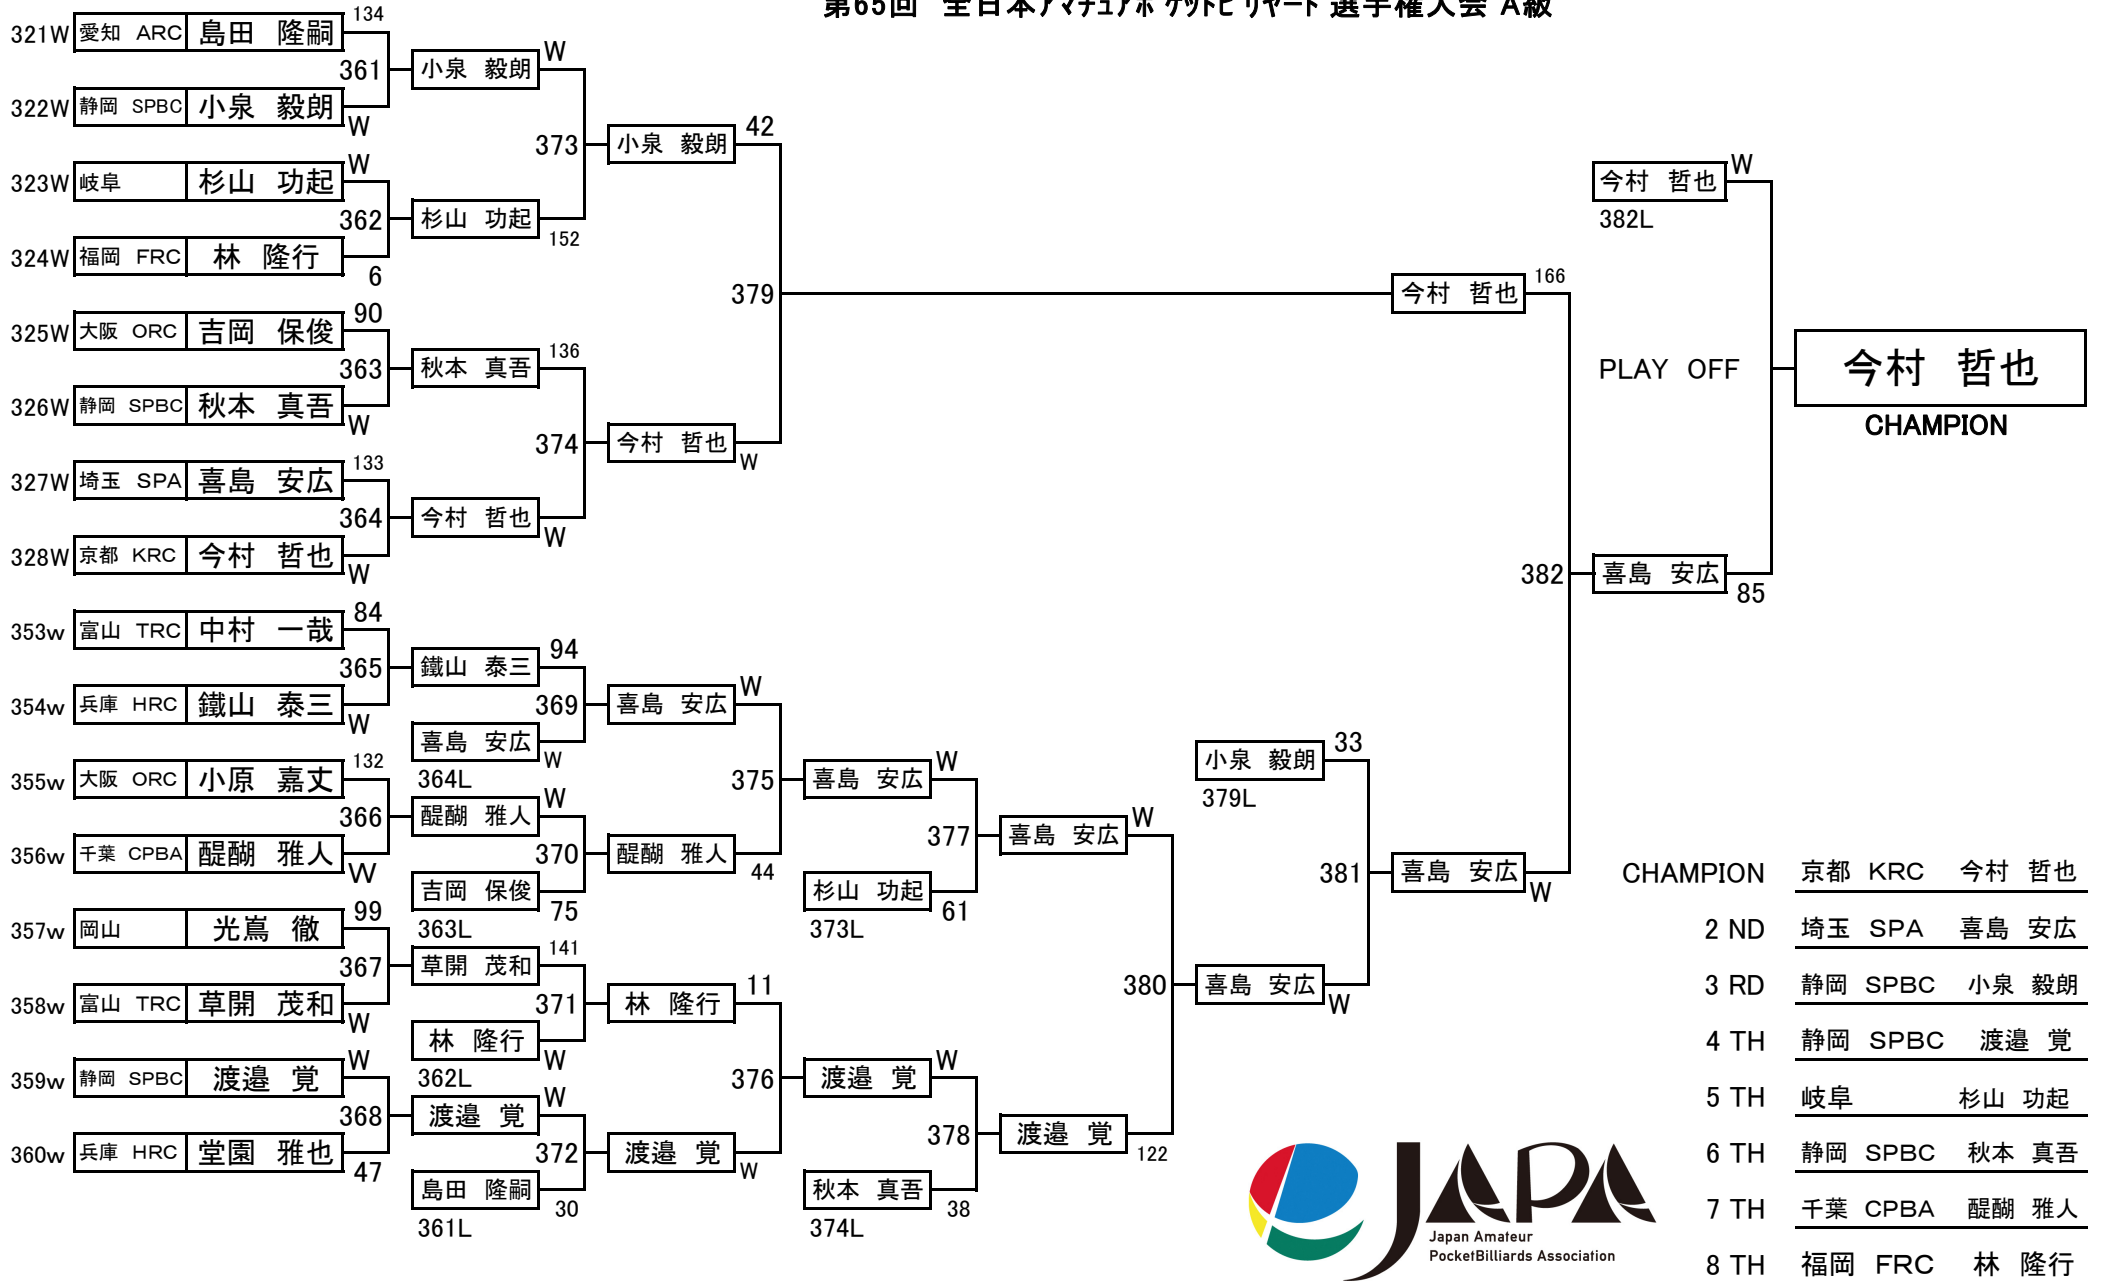 第65回 全日本アマチュアポケットビリヤード選手権大会 A級
321W 愛知 ARC 島田 隆嗣 134
361
322W 静岡 SPBC 小泉 毅朗 W
323W 岐阜 杉山 功起 W
362
324W 福岡 FRC 林 隆行 6
325W 大阪 ORC 吉岡 保俊 90
363
326W 静岡 SPBC 秋本 真吾 W
327W 埼玉 SPA 喜島 安広 133
364
328W 京都 KRC 今村 哲也 W
353w 富山 TRC 中村 一哉 84
365
354w 兵庫 HRC 鐵山 泰三 W
355w 大阪 ORC 小原 嘉丈 132
366
356w 千葉 CPBA 醍醐 雅人 W
357w 岡山 光嶌 徹 99
367
358w 富山 TRC 草開 茂和 W
359w 静岡 SPBC 渡邉 覚 W
368
360w 兵庫 HRC 堂園 雅也 47
小泉 毅朗 W
373
杉山 功起 152
秋本 真吾 136
374
今村 哲也 W
鐵山 泰三 94
369
喜島 安広 W
364L
醍醐 雅人 W
370
吉岡 保俊 75
363L
草開 茂和 141
371
林 隆行 W
362L
渡邉 覚 W
372
島田 隆嗣 30
361L
小泉 毅朗 42
379
今村 哲也 W
喜島 安広 W
375
醍醐 雅人 44
林 隆行 11
376
渡邉 覚 W
喜島 安広 W
377
杉山 功起 61
373L
渡邉 覚 W
378
秋本 真吾 38
374L
喜島 安広 W
380
渡邉 覚 122
小泉 毅朗 33
379L
381
喜島 安広 W
今村 哲也 166
382
喜島 安広 W
今村 哲也 W
382L
PLAY OFF
喜島 安広 85
今村 哲也
CHAMPION
CHAMPION 京都 KRC 今村 哲也
2 ND 埼玉 SPA 喜島 安広
3 RD 静岡 SPBC 小泉 毅朗
4 TH 静岡 SPBC 渡邉 覚
5 TH 岐阜 杉山 功起
6 TH 静岡 SPBC 秋本 真吾
7 TH 千葉 CPBA 醍醐 雅人
8 TH 福岡 FRC 林 隆行
JAPA
Japan Amateur
PocketBilliards Association